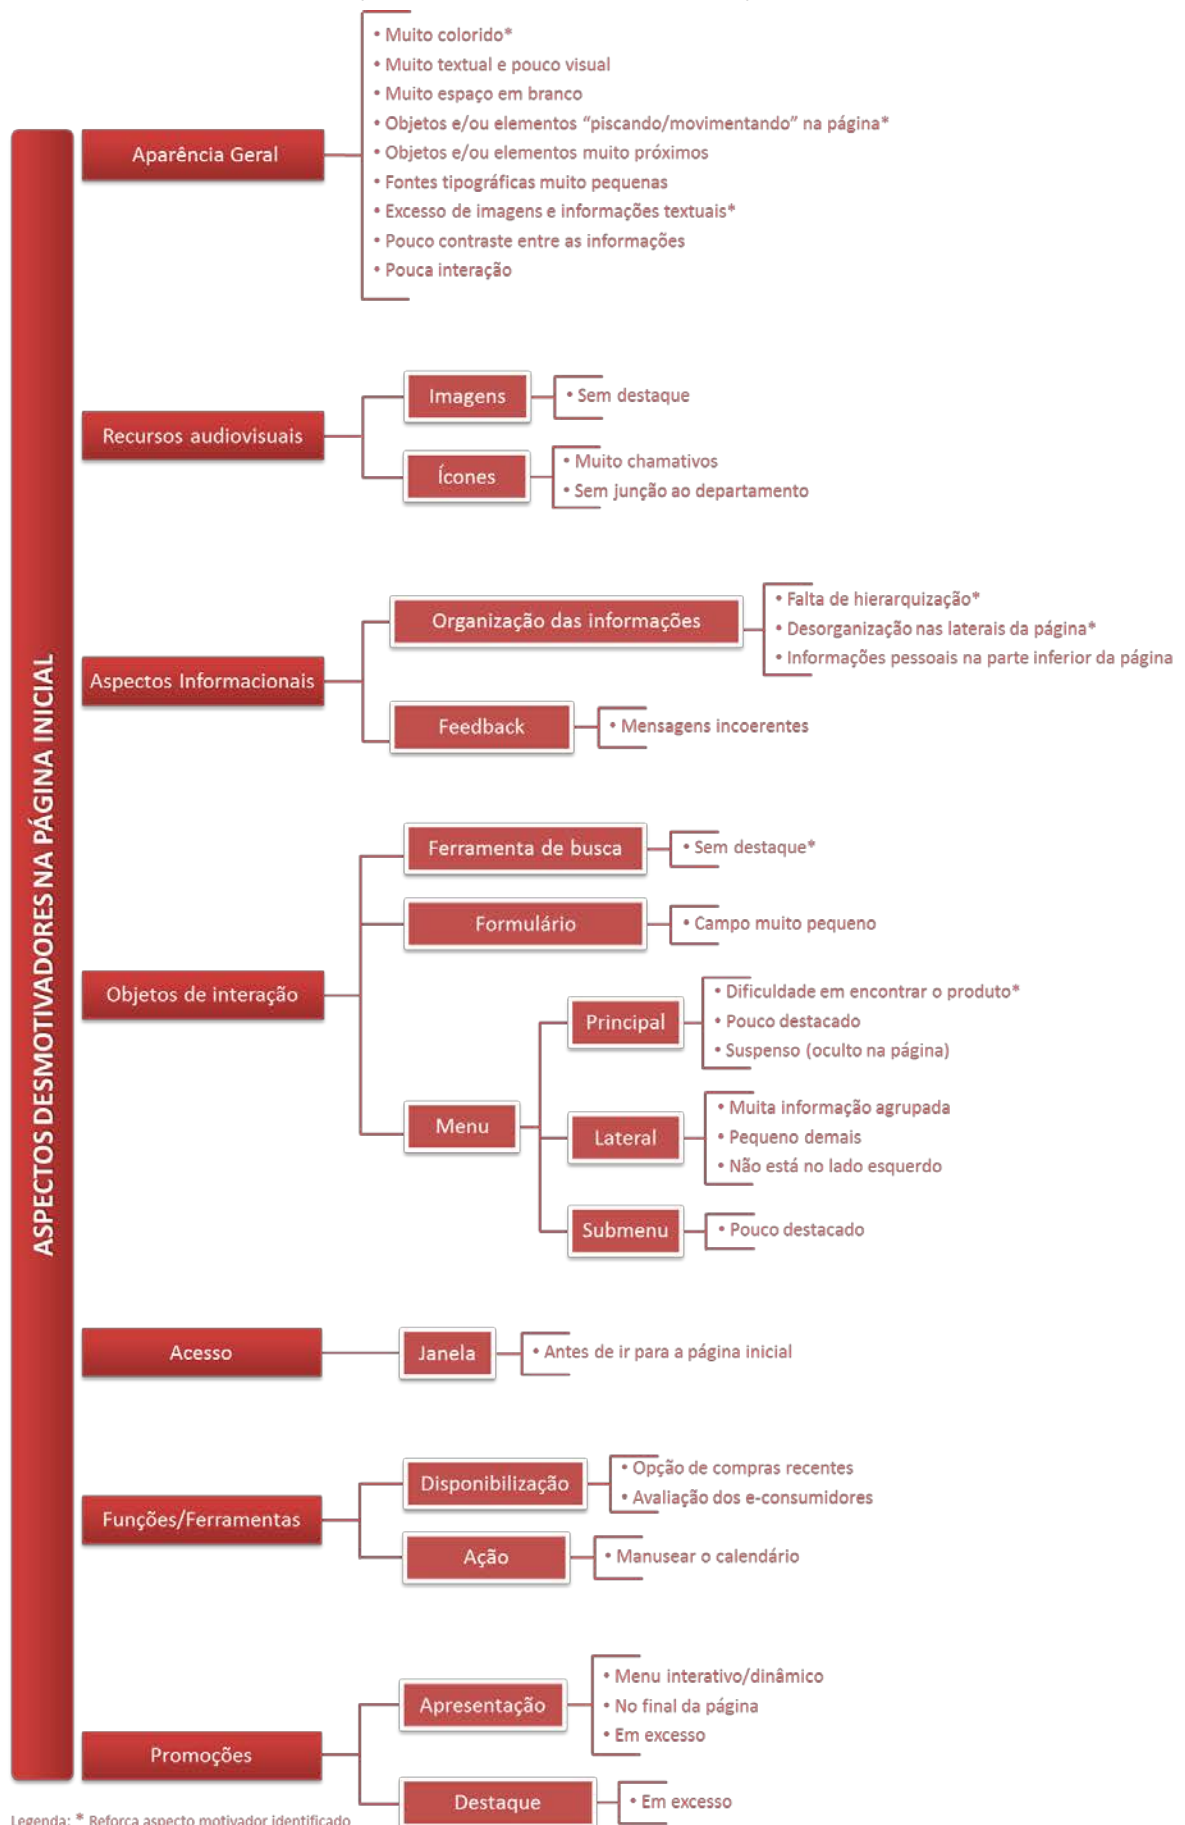 ASPECTOS DESMOTIVADORES NA PÁGINA INICIAL
Aparência Geral
• Muito colorido*
• Muito textual e pouco visual
• Muito espaço em branco
• Objetos e/ou elementos “piscando/movimentando” na página*
• Objetos e/ou elementos muito próximos
• Fontes tipográficas muito pequenas
• Excesso de imagens e informações textuais*
• Pouco contraste entre as informações
• Pouca interação
Recursos audiovisuais
Imagens
• Sem destaque
Ícones
• Muito chamativos
• Sem junção ao departamento
Aspectos Informacionais
Organização das informações
• Falta de hierarquização*
• Desorganização nas laterais da página*
• Informações pessoais na parte inferior da página
Feedback
• Mensagens incoerentes
Objetos de interação
Ferramenta de busca
• Sem destaque*
Formulário
• Campo muito pequeno
Menu
Principal
• Dificuldade em encontrar o produto*
• Pouco destacado
• Suspenso (oculto na página)
Lateral
• Muita informação agrupada
• Pequeno demais
• Não está no lado esquerdo
Submenu
• Pouco destacado
Acesso
Janela
• Antes de ir para a página inicial
Funções/Ferramentas
Disponibilização
• Opção de compras recentes
• Avaliação dos e-consumidores
Ação
• Manusear o calendário
Promoções
Apresentação
• Menu interativo/dinâmico
• No final da página
• Em excesso
Destaque
• Em excesso
Legenda: * Reforça aspecto motivador identificado